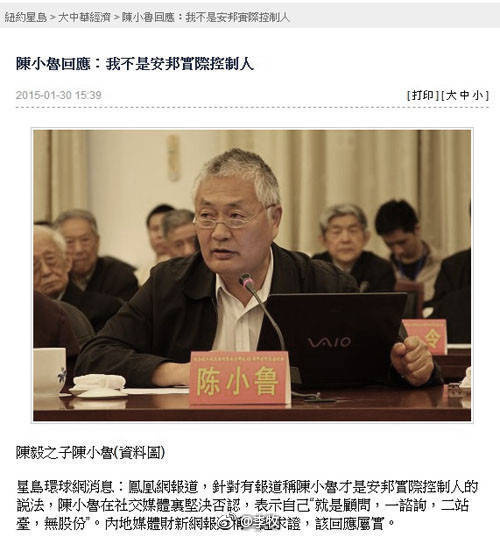 紐約星島 > 大中華經濟 > 陳小魯回應：我不是安邦實際控制人
陳小魯回應：我不是安邦實際控制人
2015-01-30 15:39
[打印] [大 中 小]
VAIO
陈小鲁
令
陳毅之子陳小魯(資料圖)
星島環球網消息：鳳凰網報道，針對有報道稱陳小魯才是安邦實際控制人的
說法，陳小魯在社交媒體裏堅決否認，表示自己“就是顧問，一諮詢，二站
臺，無股份”。內地媒體財新網報道稱
求證，該回應屬實。